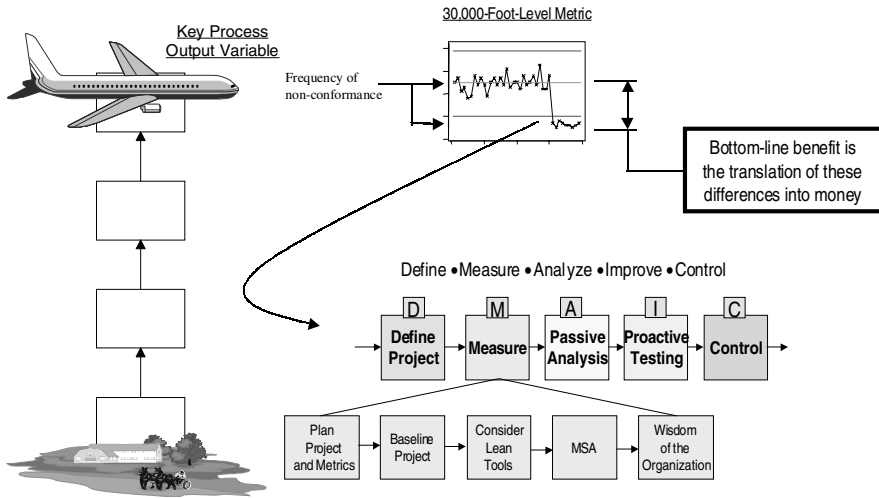 Key Process
Output Variable
30,000-Foot-Level Metric
Frequency of
non-conformance
Bottom-line benefit is
the translation of these
differences into money
Define •Measure •Analyze •Improve •Control
D
M
A
I
C
Define
Project
Measure
Passive
Analysis
Proactive
Testing
Control
Plan
Project
and Metrics
Baseline
Project
Consider
Lean
Tools
MSA
Wisdom
of the
Organization